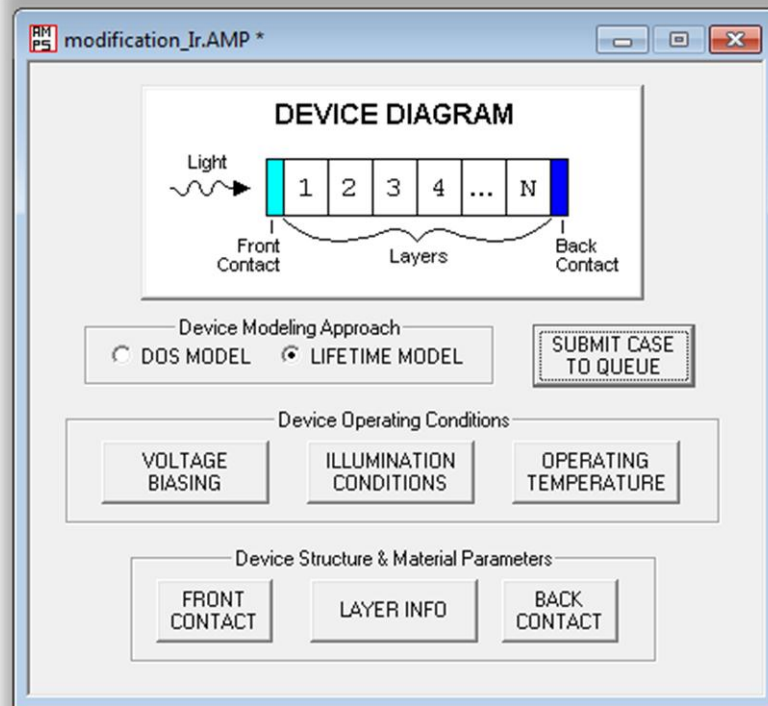 AM
PS
modification_Ir.AMP *
DEVICE DIAGRAM
Light
1 2 3 4 ... N
Front
Contact
Layers
Back
Contact
Device Modeling Approach
DOS MODEL
LIFETIME MODEL
SUBMIT CASE
TO QUEUE
Device Operating Conditions
VOLTAGE
BIASING
ILLUMINATION
CONDITIONS
OPERATING
TEMPERATURE
Device Structure & Material Parameters
FRONT
CONTACT
LAYER INFO
BACK
CONTACT